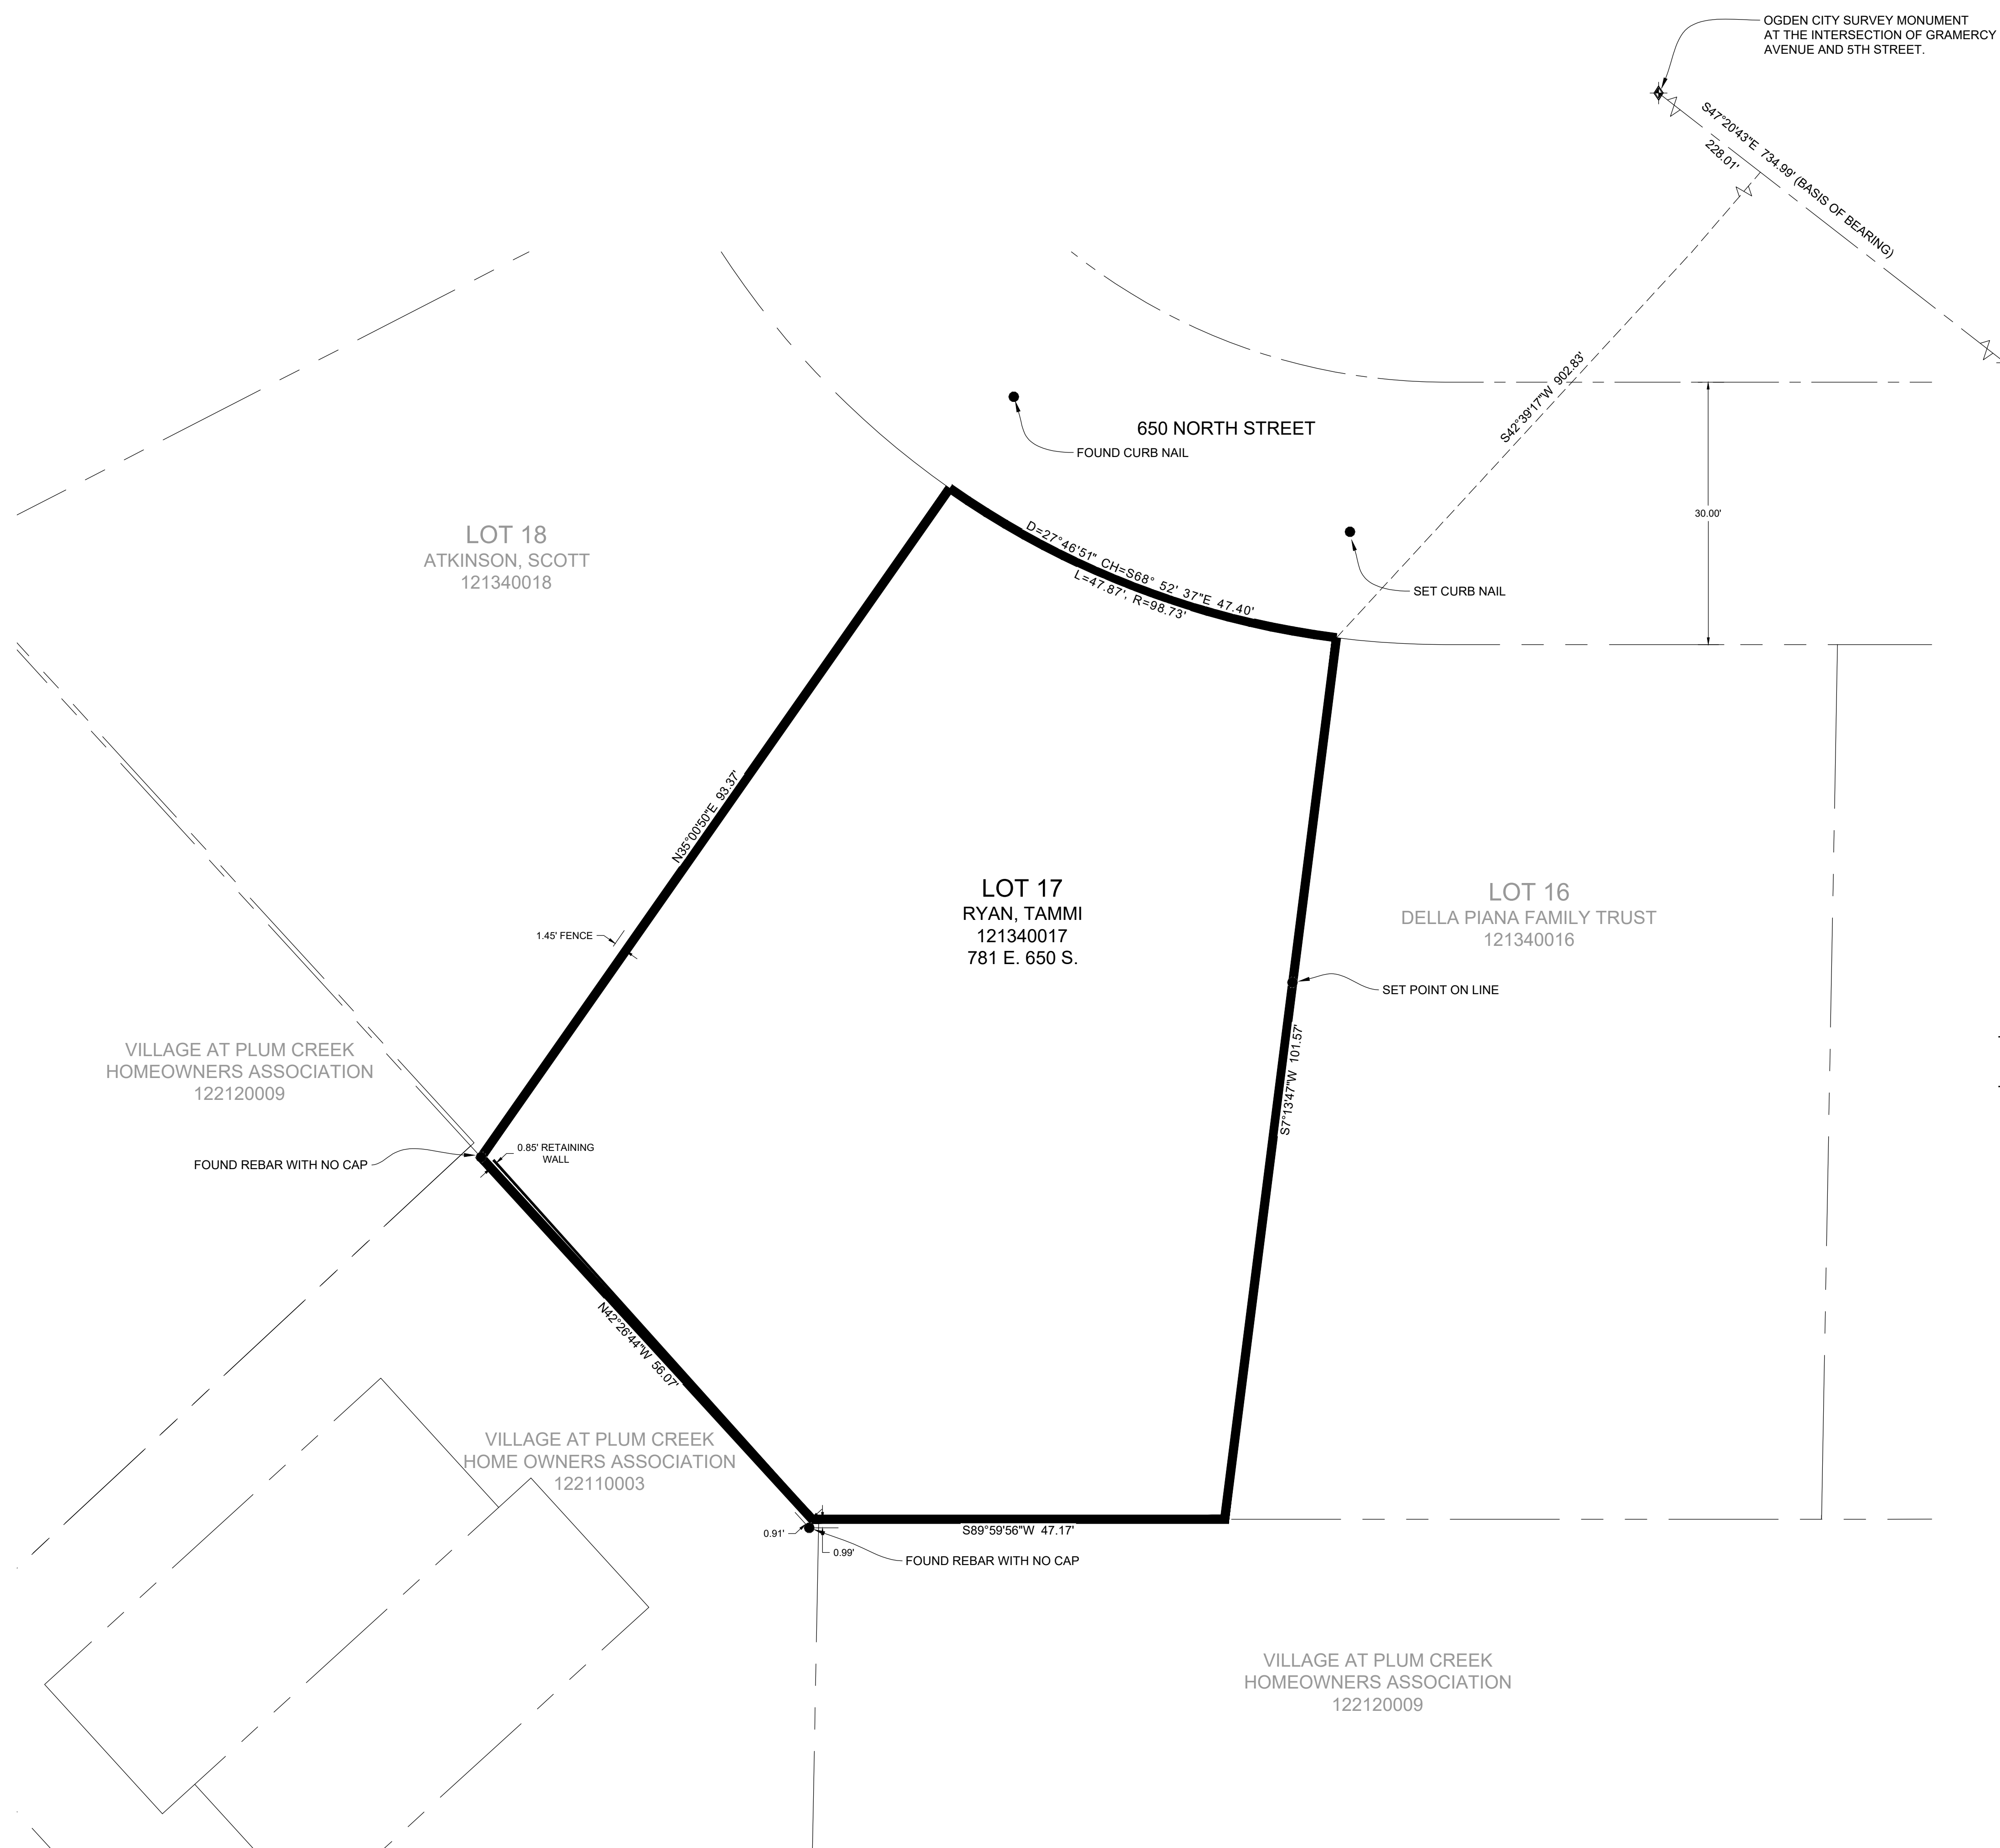 OGDEN CITY SURVEY MONUMENT
AT THE INTERSECTION OF GRAMERCY
AVENUE AND 5TH STREET.
S47°20'43"E 734.99' (BASIS OF BEARING)
228.01'
S42°39'17"W 902.83'
650 NORTH STREET
FOUND CURB NAIL
30.00'
LOT 18
ATKINSON, SCOTT
121340018
D=27°46'51" CH=S68° 52' 37"E 47.40'
L=47.87', R=98.73'
SET CURB NAIL
N35°00'50"E 93.37'
LOT 17
RYAN, TAMMI
121340017
781 E. 650 S.
LOT 16
DELLA PIANA FAMILY TRUST
121340016
1.45' FENCE
SET POINT ON LINE
S7°13'47"W 101.57'
VILLAGE AT PLUM CREEK
HOMEOWNERS ASSOCIATION
122120009
0.85' RETAINING
WALL
FOUND REBAR WITH NO CAP
N42°26'44"W 56.07'
VILLAGE AT PLUM CREEK
HOME OWNERS ASSOCIATION
122110003
0.91'
S89°59'56"W 47.17'
0.99'
FOUND REBAR WITH NO CAP
VILLAGE AT PLUM CREEK
HOMEOWNERS ASSOCIATION
122120009